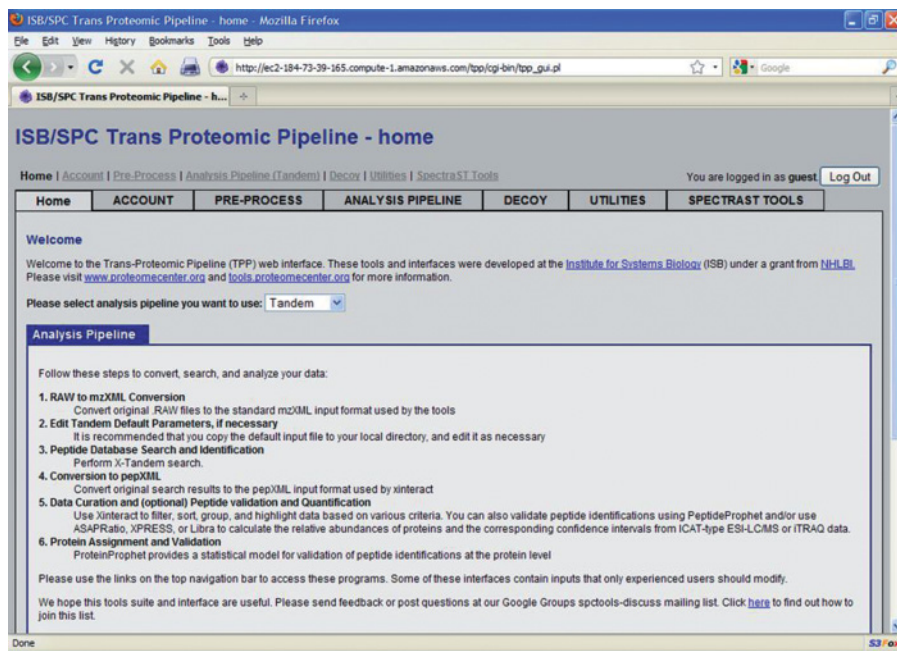 ISB/SPC Trans Proteomic Pipeline - home - Mozilla Firefox
File Edit View History Bookmarks Tools Help
http://ec2-184-73-39-165.compute-1.amazonaws.com/tpp/cgi-bin/tpp_gui.pl Google
ISB/SPC Trans Proteomic Pipeline - h...
ISB/SPC Trans Proteomic Pipeline - home
Home | Account | Pre-Process | Analysis Pipeline (Tandem) | Decoy | Utilities | SpectraST Tools You are logged in as guest Log Out
Home ACCOUNT PRE-PROCESS ANALYSIS PIPELINE DECOY UTILITIES SPECTRAST TOOLS
Welcome
Welcome to the Trans-Proteomic Pipeline (TPP) web interface. These tools and interfaces were developed at the Institute for Systems Biology (ISB) under a grant from NHLBI.
Please visit www.proteomecenter.org and tools.proteomecenter.org for more information.
Please select analysis pipeline you want to use: Tandem
Analysis Pipeline
Follow these steps to convert, search, and analyze your data:
1. RAW to mzXML Conversion
Convert original .RAW files to the standard mzXML input format used by the tools
2. Edit Tandem Default Parameters, if necessary
It is recommended that you copy the default input file to your local directory, and edit it as necessary
3. Peptide Database Search and Identification
Perform X-Tandem search.
4. Conversion to pepXML
Convert original search results to the pepXML input format used by xinteract
5. Data Curation and (optional) Peptide validation and Quantification
Use Xinteract to filter, sort, group, and highlight data based on various criteria. You can also validate peptide identifications using PeptideProphet and/or use
ASAPRatio, XPRESS, or Libra to calculate the relative abundances of proteins and the corresponding confidence intervals from ICAT-type ESI-LC/MS or iTRAQ data.
6. Protein Assignment and Validation
ProteinProphet provides a statistical model for validation of peptide identifications at the protein level
Please use the links on the top navigation bar to access these programs. Some of these interfaces contain inputs that only experienced users should modify.
We hope this tools suite and interface are useful. Please send feedback or post questions at our Google Groups spctools-discuss mailing list. Click here to find out how to
join this list.
Done S3Fox